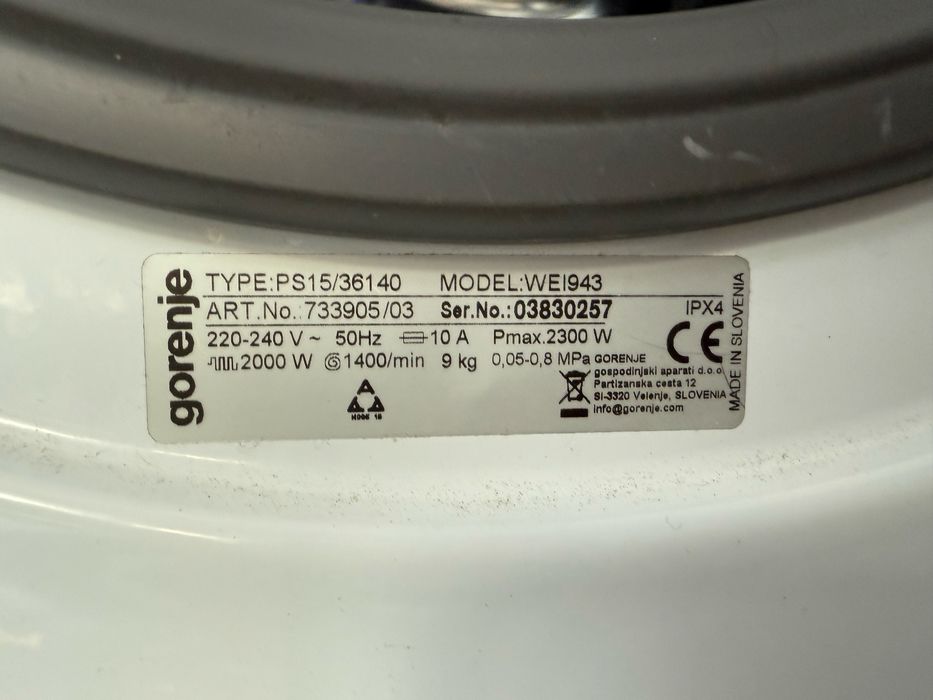 gorenje
TYPE:PS15/36140 MODEL:WEI943
ART.No.:733905/03 Ser.No.:03830257 IPX4
220-240 V ~ 50Hz 10 A Pmax.2300 W
2000 W 1400/min 9 kg 0,05-0,8 MPa GORENJE
gospodinjski aparati d.o.o.
Partizanska cesta 12
SI-3320 Velenje, SLOVENIA
info@gorenje.com
CE
MADE IN SLOVENIA